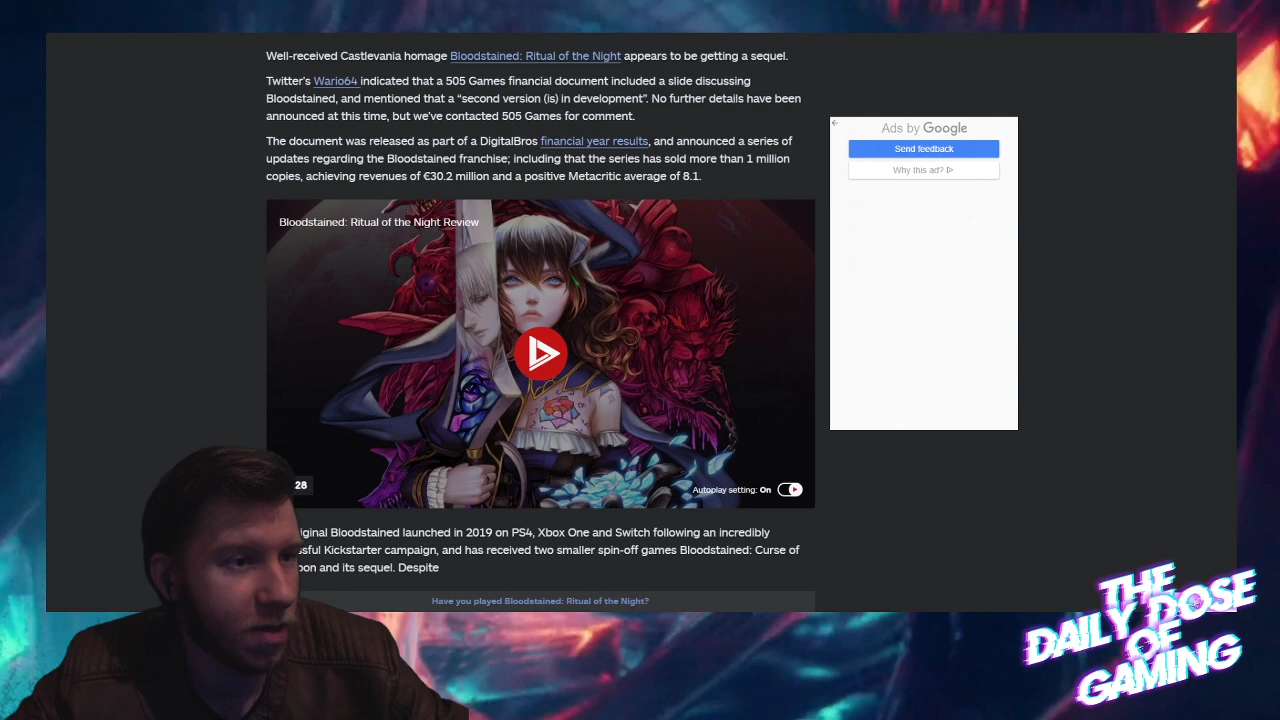 Well-received Castlevania homage Bloodstained: Ritual of the Night appears to be getting a sequel.
Twitter's Wario64 indicated that a 505 Games financial document included a slide discussing
Bloodstained, and mentioned that a “second version (is) in development”. No further details have been
announced at this time, but we’ve contacted 505 Games for comment.
The document was released as part of a DigitalBros financial year results, and announced a series of
updates regarding the Bloodstained franchise; including that the series has sold more than 1 million
copies, achieving revenues of €30.2 million and a positive Metacritic average of 8.1.
Ads by Google
Send feedback
Why this ad?
Bloodstained: Ritual of the Night Review
28
Autoplay setting: On
Bloodstained launched in 2019 on PS4, Xbox One and Switch following an incredibly
Kickstarter campaign, and has received two smaller spin-off games Bloodstained: Curse of
and its sequel. Despite
Have you played Bloodstained: Ritual of the Night?
THE
DAILY DOSE
OF
GAMING